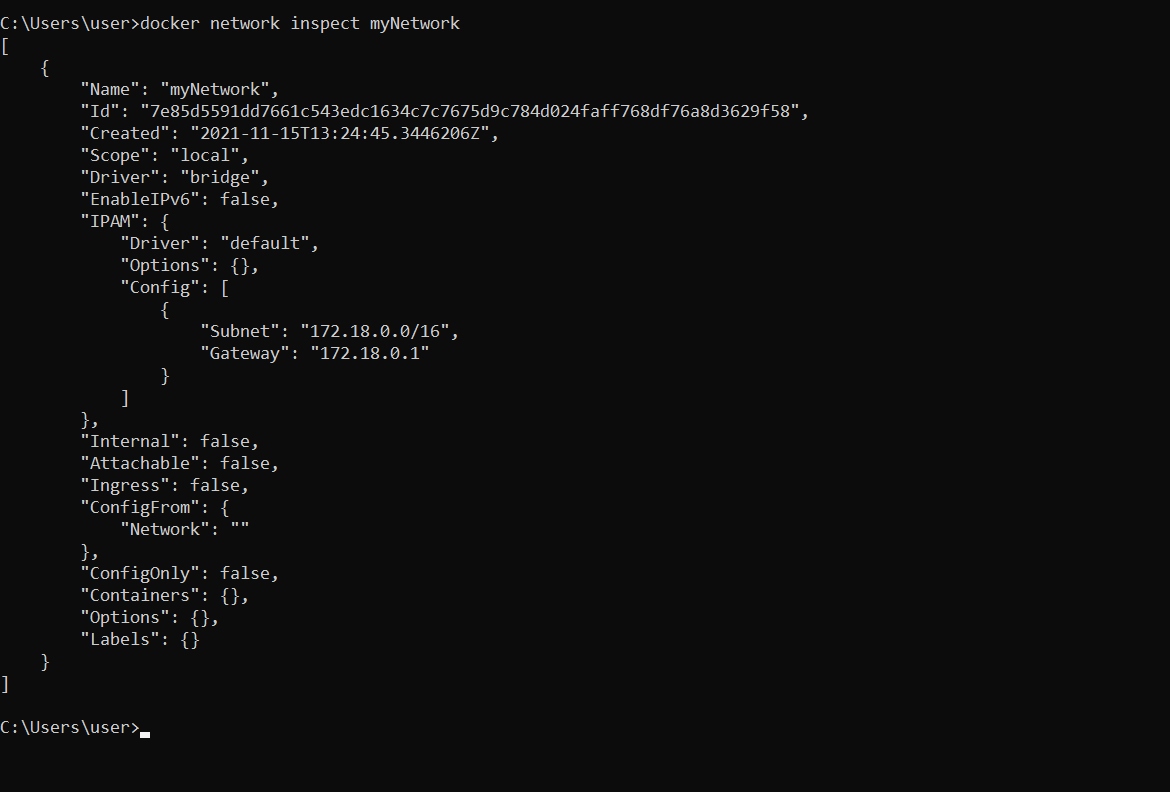 C:\Users\user>docker network inspect myNetwork
[
    {
        "Name": "myNetwork",
        "Id": "7e85d5591dd7661c543edc1634c7c7675d9c784d024faff768df76a8d3629f58",
        "Created": "2021-11-15T13:24:45.3446206Z",
        "Scope": "local",
        "Driver": "bridge",
        "EnableIPv6": false,
        "IPAM": {
            "Driver": "default",
            "Options": {},
            "Config": [
                {
                    "Subnet": "172.18.0.0/16",
                    "Gateway": "172.18.0.1"
                }
            ]
        },
        "Internal": false,
        "Attachable": false,
        "Ingress": false,
        "ConfigFrom": {
            "Network": ""
        },
        "ConfigOnly": false,
        "Containers": {},
        "Options": {},
        "Labels": {}
    }
]
C:\Users\user>